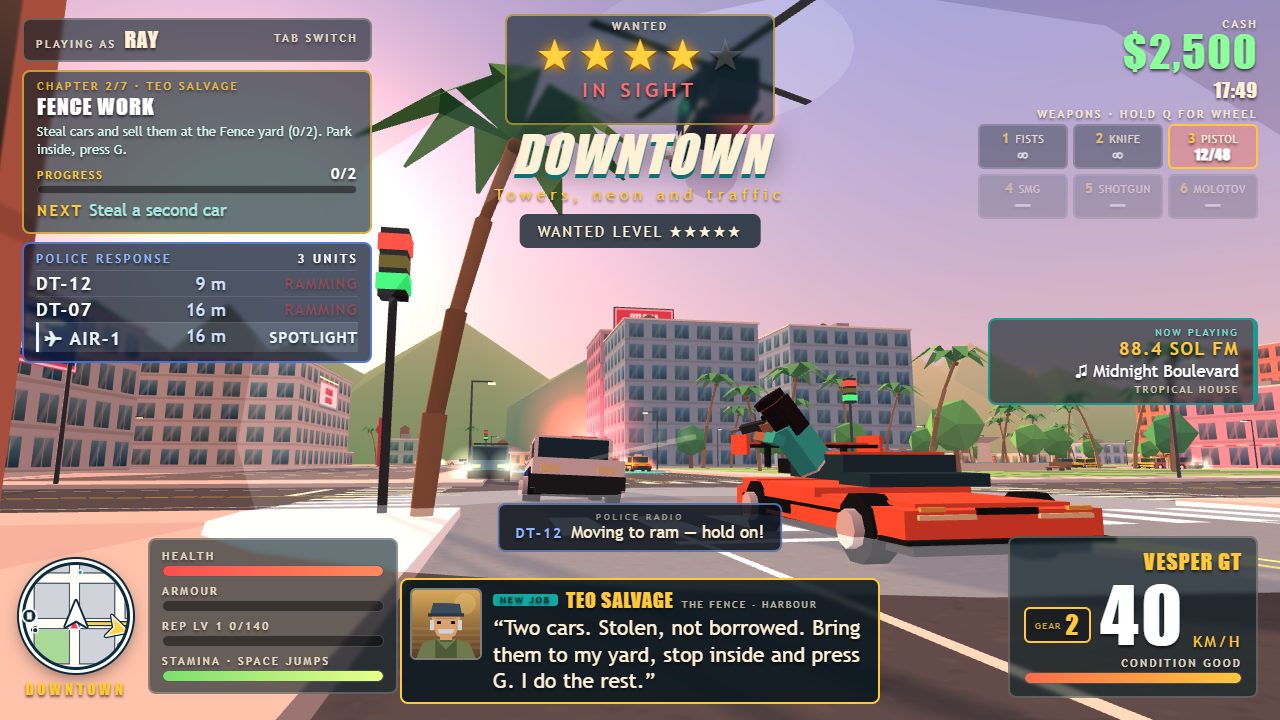 PLAYING AS RAY
TAB SWITCH
CHAPTER 2/7 · TEO SALVAGE
FENCE WORK
Steal cars and sell them at the Fence yard (0/2). Park
inside, press G.
PROGRESS 0/2
NEXT Steal a second car
POLICE RESPONSE 3 UNITS
DT-12 9 m RAMMING
DT-07 16 m RAMMING
AIR-1 16 m SPOTLIGHT
WANTED
IN SIGHT
DOWNTOWN
Towers, neon and traffic
WANTED LEVEL ★★★★★
CASH
$2,500
17:49
WEAPONS · HOLD Q FOR WHEEL
1 FISTS ∞
2 KNIFE ∞
3 PISTOL 12/48
4 SMG —
5 SHOTGUN —
6 MOLOTOV —
NOW PLAYING
88.4 SOL FM
♫ Midnight Boulevard
TROPICAL HOUSE
POLICE RADIO
DT-12 Moving to ram — hold on!
HEALTH
ARMOUR
REP LV 1 0/140
STAMINA · SPACE JUMPS
DOWNTOWN
NEW JOB TEO SALVAGE THE FENCE · HARBOUR
“Two cars. Stolen, not borrowed. Bring
them to my yard, stop inside and press
G. I do the rest.”
VESPER GT
GEAR 2 40 KM/H
CONDITION GOOD